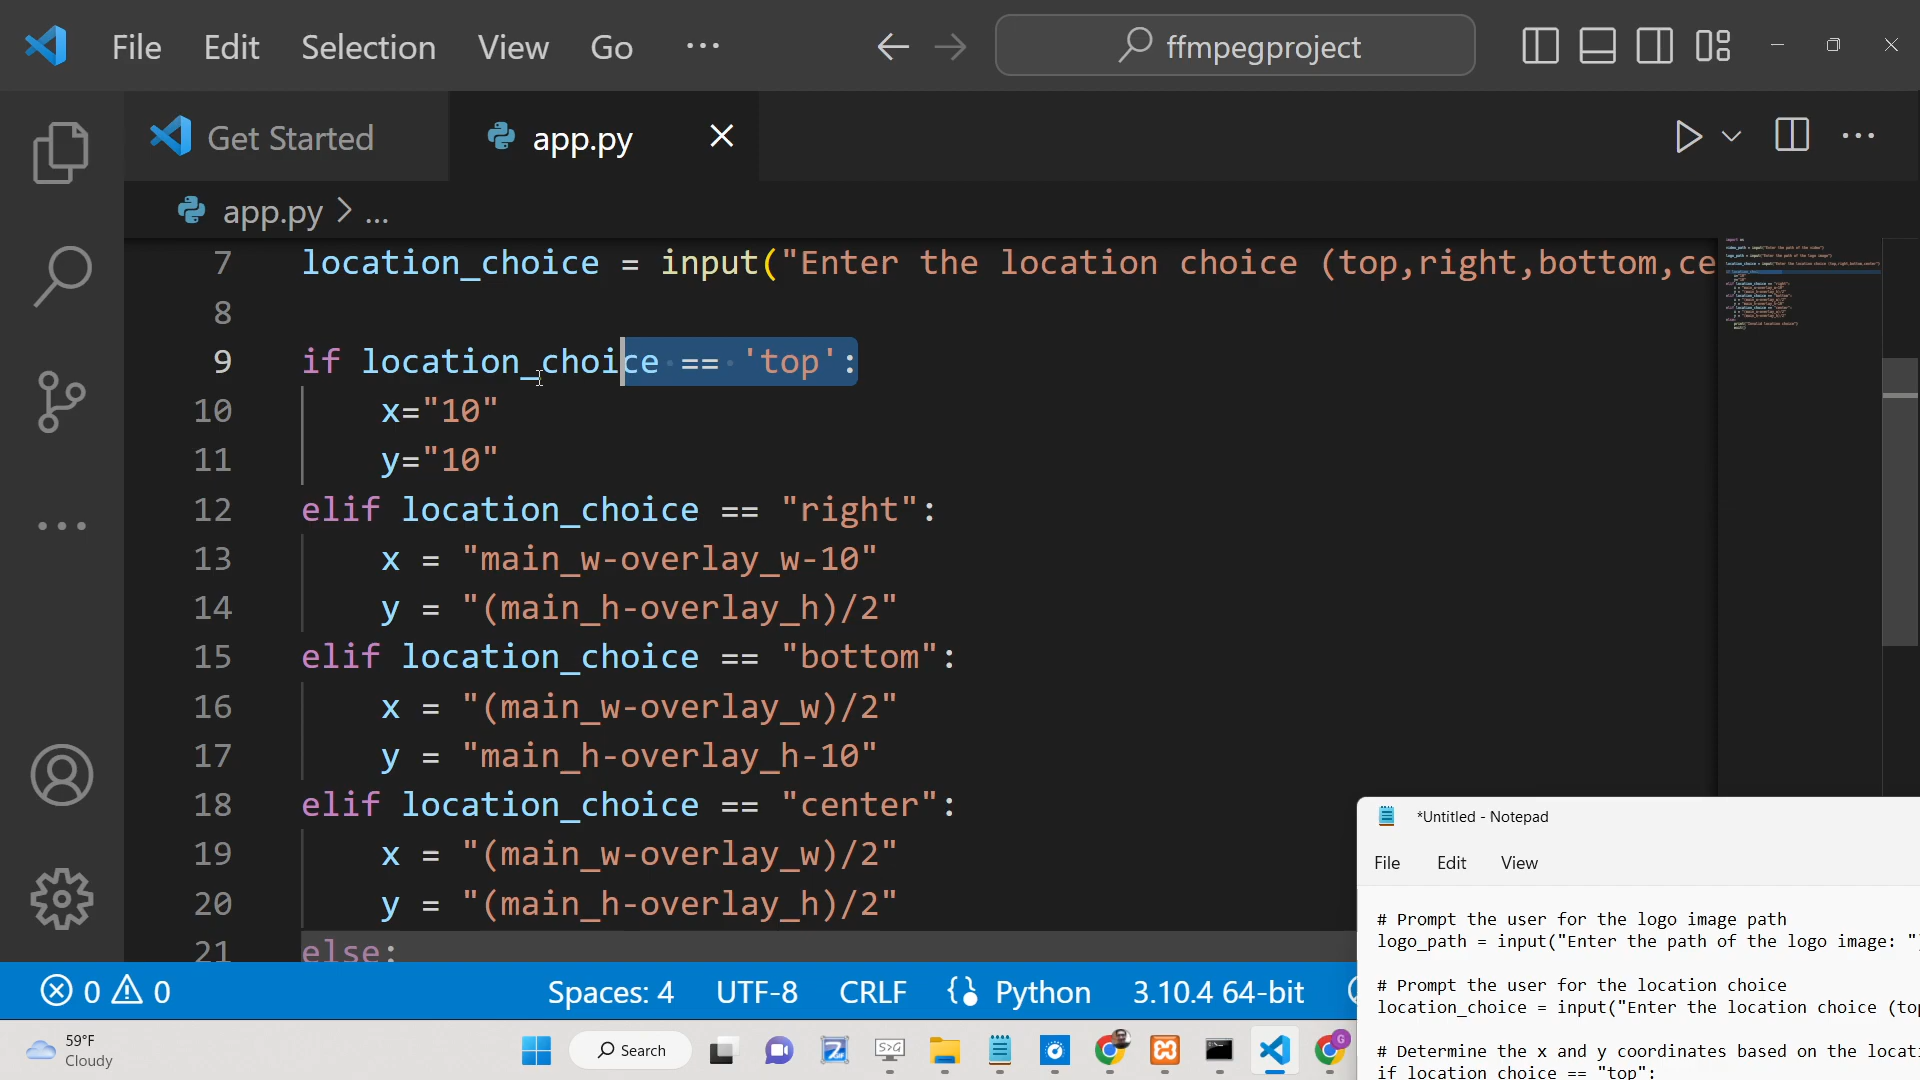 File Edit Selection View Go ···
ffmpegproject
Get Started
app.py
app.py > ...
7 location_choice = input("Enter the location choice (top,right,bottom,ce
8
9 if location_choice == 'top':
10 x="10"
11 y="10"
12 elif location_choice == "right":
13 x = "main_w-overlay_w-10"
14 y = "(main_h-overlay_h)/2"
15 elif location_choice == "bottom":
16 x = "(main_w-overlay_w)/2"
17 y = "main_h-overlay_h-10"
18 elif location_choice == "center":
19 x = "(main_w-overlay_w)/2"
20 y = "(main_h-overlay_h)/2"
21 else:
*Untitled - Notepad
File Edit View
# Prompt the user for the logo image path
logo_path = input("Enter the path of the logo image: "
# Prompt the user for the location choice
location_choice = input("Enter the location choice (top
# Determine the x and y coordinates based on the locati
if location_choice == "top":
0 0 Spaces: 4 UTF-8 CRLF Python 3.10.4 64-bit
59°F
Cloudy
Search